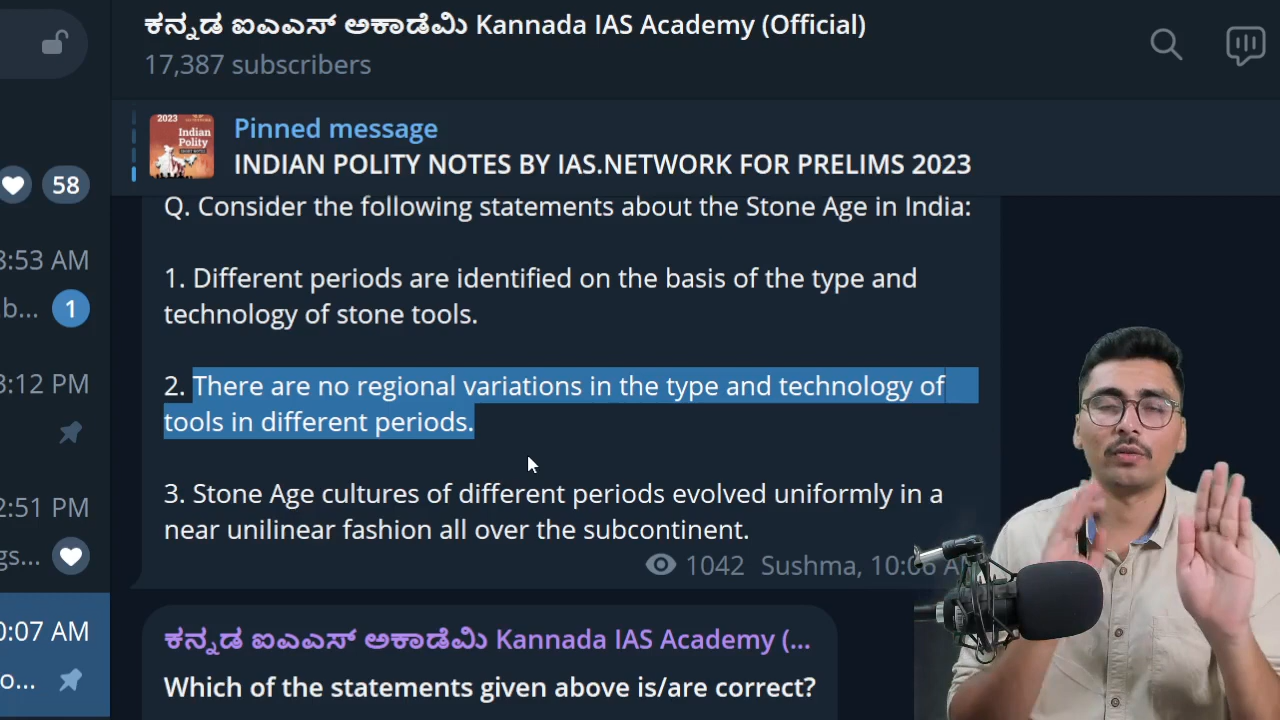 ಕನ್ನಡ ಐಎಎಸ್ ಅಕಾಡೆಮಿ Kannada IAS Academy (Official)
17,387 subscribers
Pinned message
INDIAN POLITY NOTES BY IAS.NETWORK FOR PRELIMS 2023
2023
Indian
Polity
58
8:53 AM
b...
1
3:12 PM
2:51 PM
gs...
0:07 AM
o...
Q. Consider the following statements about the Stone Age in India:
1. Different periods are identified on the basis of the type and
technology of stone tools.
2. There are no regional variations in the type and technology of
tools in different periods.
3. Stone Age cultures of different periods evolved uniformly in a
near unilinear fashion all over the subcontinent.
1042 Sushma, 10:06 AM
ಕನ್ನಡ ಐಎಎಸ್ ಅಕಾಡೆಮಿ Kannada IAS Academy (...
Which of the statements given above is/are correct?